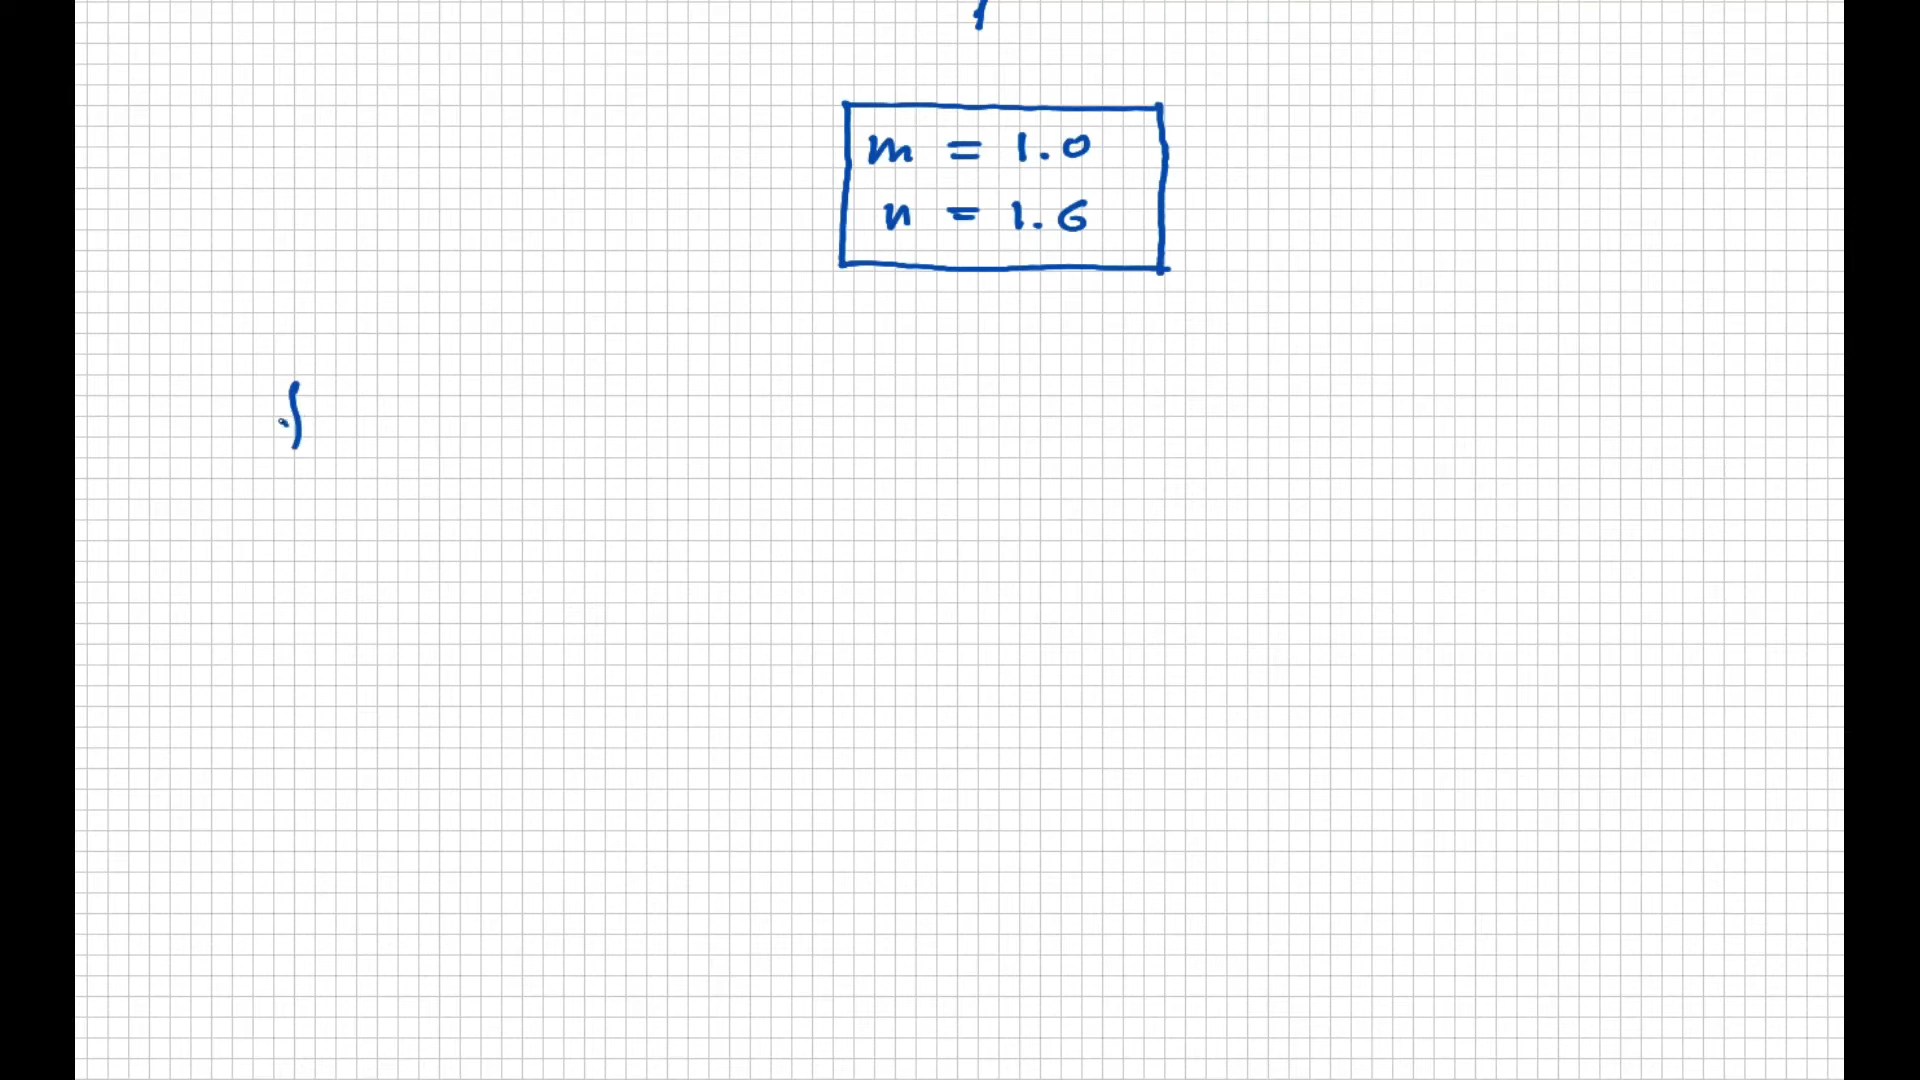 m = 1.0
n = 1.6